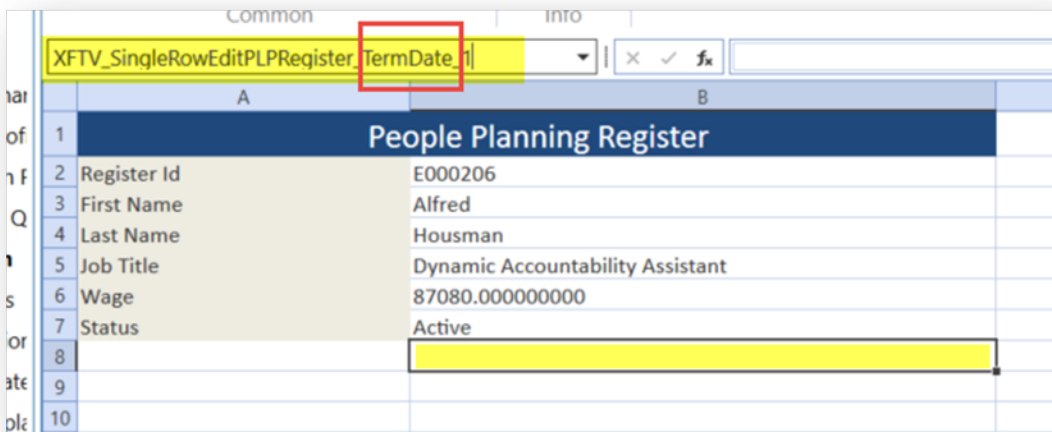 Common Info
XFTV_SingleRowEditPLPRegister_TermDate_1 fx
A B
1 People Planning Register
of
2 Register Id E000206
3 First Name Alfred
Q
4 Last Name Housman
5 Job Title Dynamic Accountability Assistant
6 Wage 87080.000000000
s
7 Status Active
8
9
10